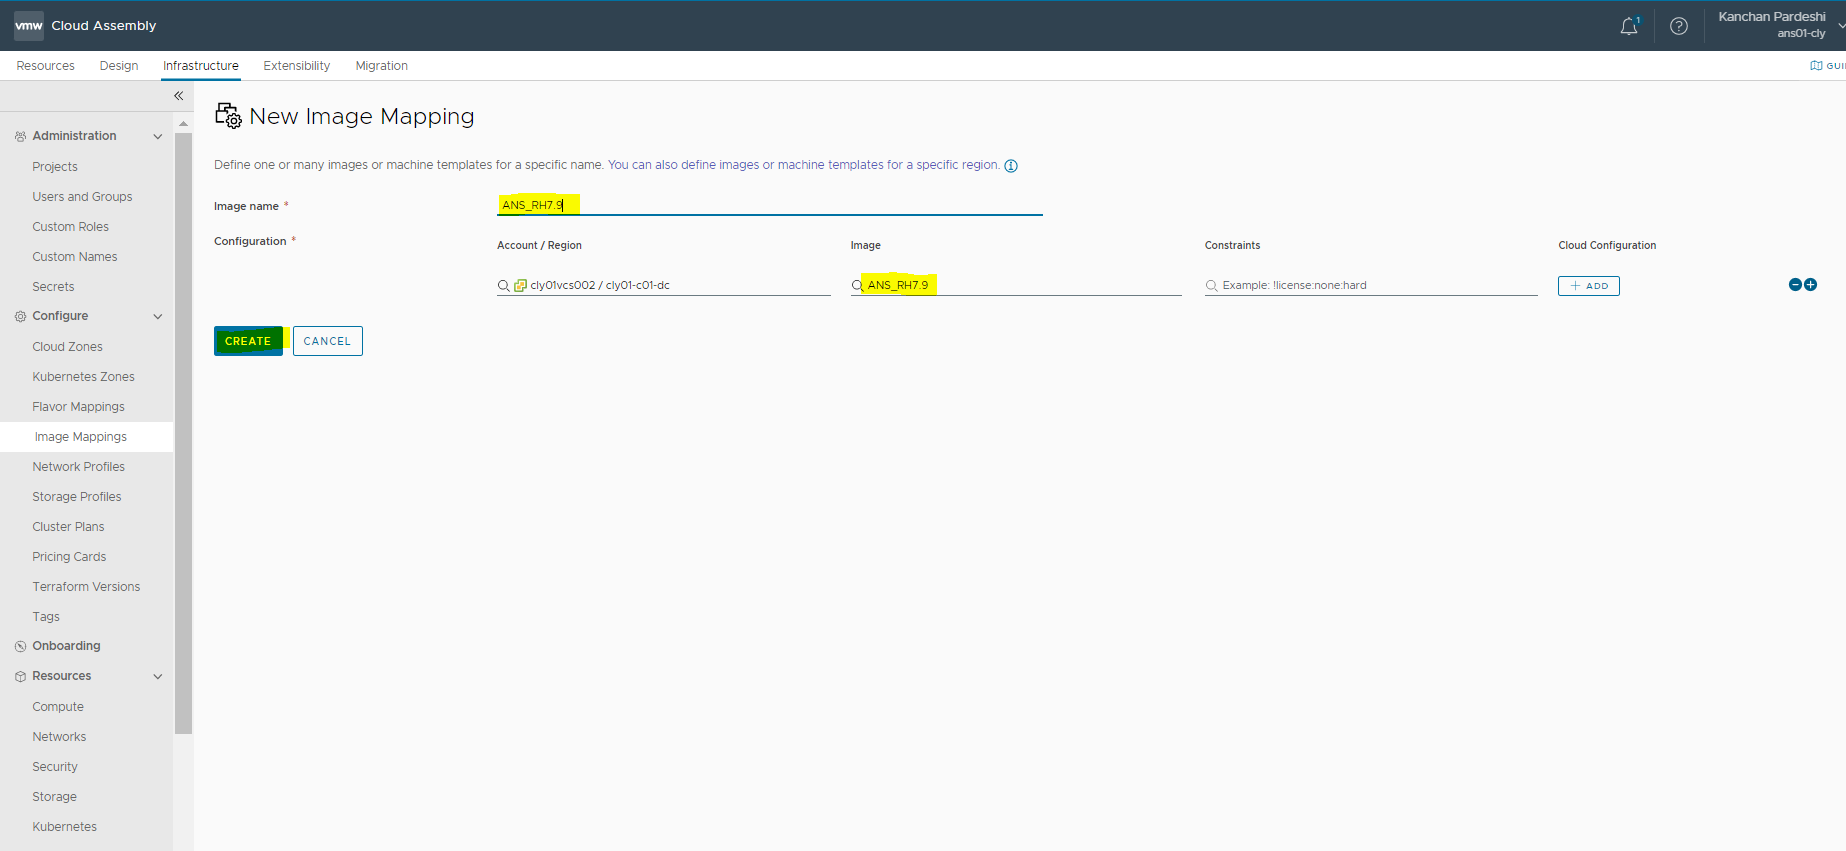 vmw Cloud Assembly
1
Kanchan Pardeshi
ans01-cly
Resources Design Infrastructure Extensibility Migration
GUI
New Image Mapping
Define one or many images or machine templates for a specific name. You can also define images or machine templates for a specific region.
Image name * ANS_RH7.9
Configuration *
Account / Region Image Constraints Cloud Configuration
cly01vcs002 / cly01-c01-dc ANS_RH7.9 Example: !license:none:hard + ADD
CREATE CANCEL
Administration
Projects
Users and Groups
Custom Roles
Custom Names
Secrets
Configure
Cloud Zones
Kubernetes Zones
Flavor Mappings
Image Mappings
Network Profiles
Storage Profiles
Cluster Plans
Pricing Cards
Terraform Versions
Tags
Onboarding
Resources
Compute
Networks
Security
Storage
Kubernetes